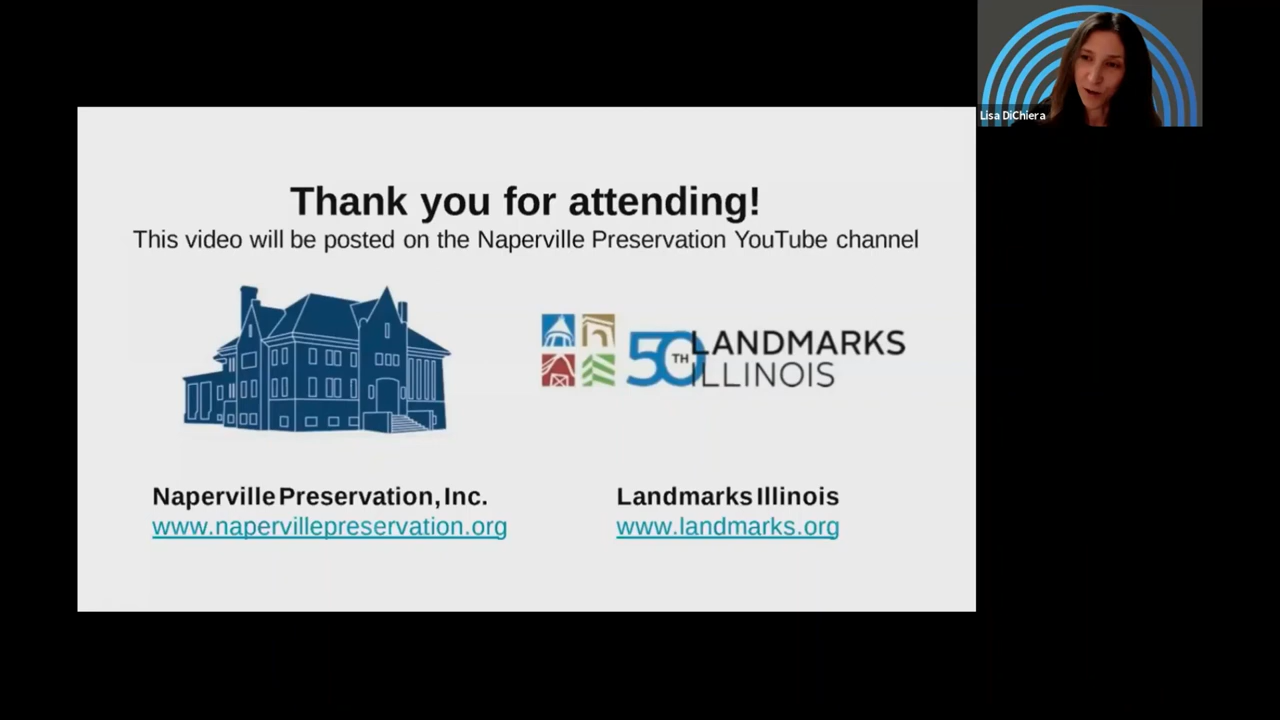 Lisa DiChiera
Thank you for attending!
This video will be posted on the Naperville Preservation YouTube channel
50TH LANDMARKS
ILLINOIS
Naperville Preservation, Inc.
www.napervillepreservation.org
Landmarks Illinois
www.landmarks.org